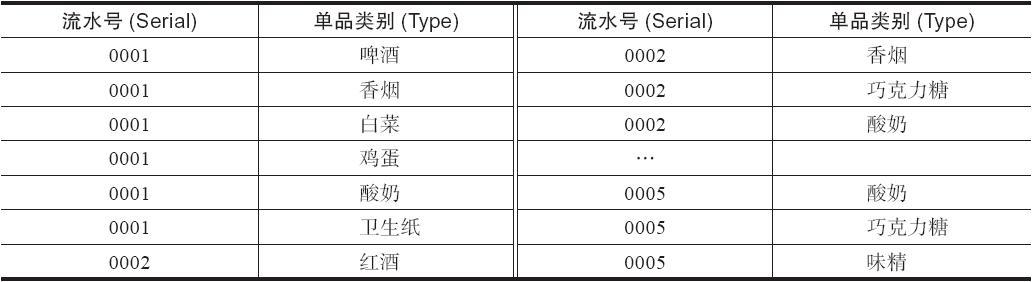 流水号 (Serial) 单品类别 (Type) 流水号 (Serial) 单品类别 (Type)
0001 啤酒 0002 香烟
0001 香烟 0002 巧克力糖
0001 白菜 0002 酸奶
0001 鸡蛋 …
0001 酸奶 0005 酸奶
0001 卫生纸 0005 巧克力糖
0002 红酒 0005 味精